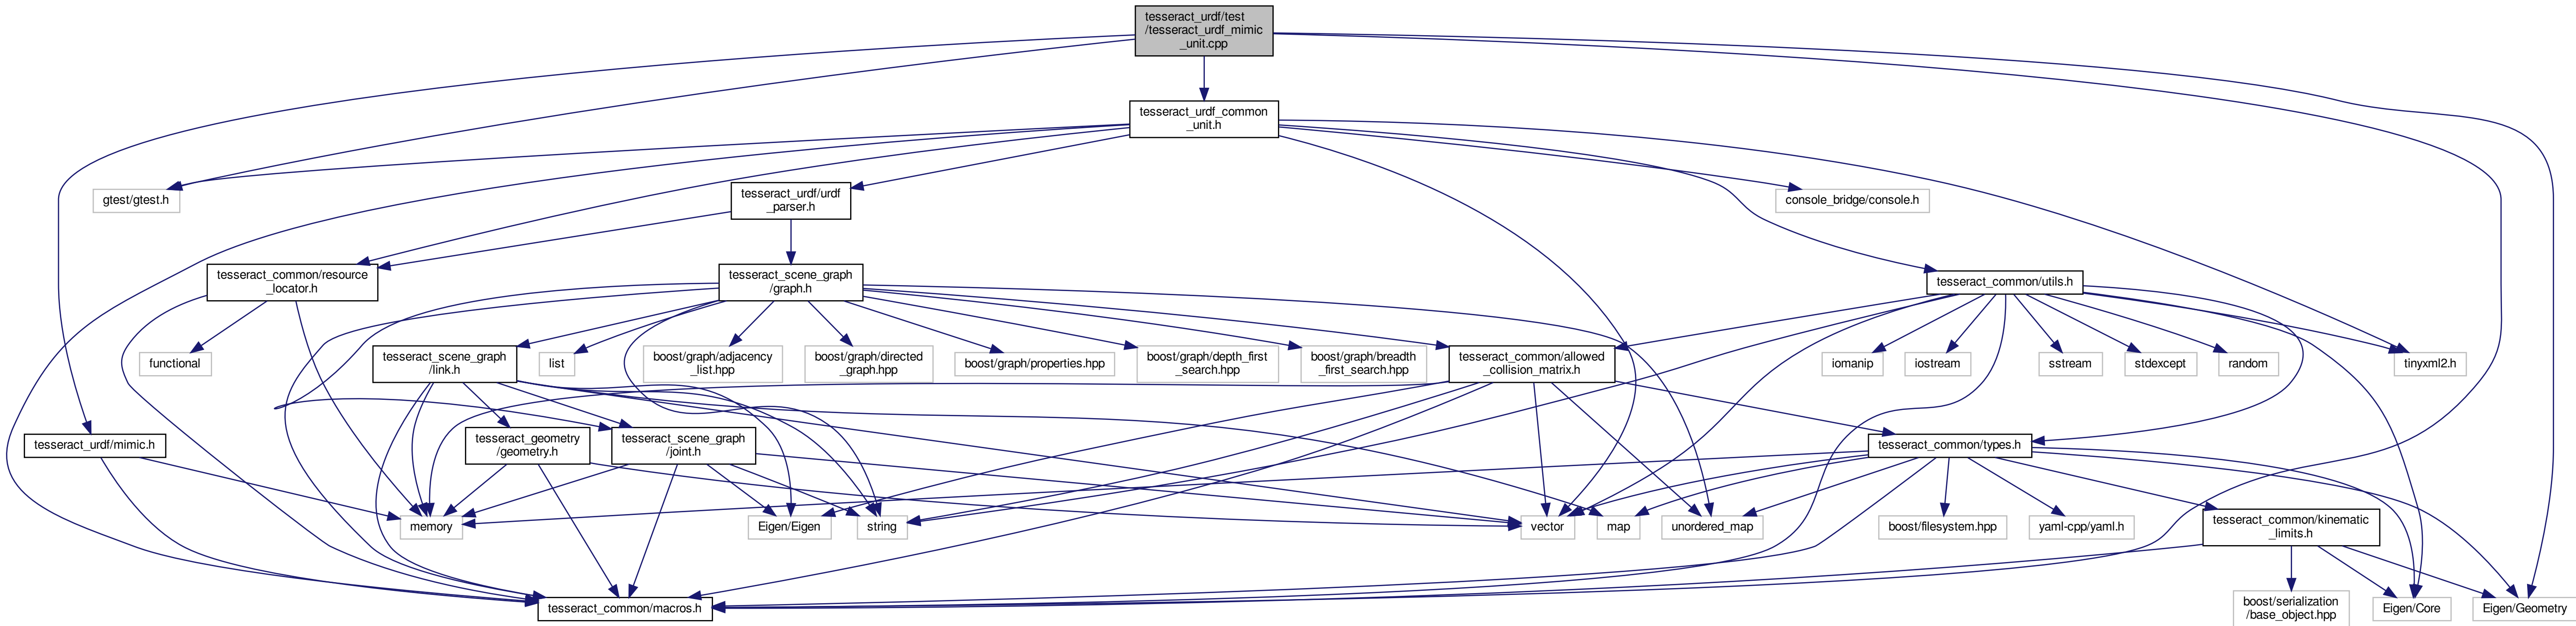 tesseract_urdf/test
/tesseract_urdf_mimic
_unit.cpp
tesseract_urdf_common
_unit.h
gtest/gtest.h
tesseract_urdf/urdf
_parser.h
console_bridge/console.h
tesseract_common/resource
_locator.h
tesseract_scene_graph
/graph.h
tesseract_common/utils.h
functional
tesseract_scene_graph
/link.h
list
boost/graph/adjacency
_list.hpp
boost/graph/directed
_graph.hpp
boost/graph/properties.hpp
boost/graph/depth_first
_search.hpp
boost/graph/breadth
_first_search.hpp
tesseract_common/allowed
_collision_matrix.h
iomanip
iostream
sstream
stdexcept
random
tinyxml2.h
tesseract_urdf/mimic.h
tesseract_geometry
/geometry.h
tesseract_scene_graph
/joint.h
tesseract_common/types.h
memory
Eigen/Eigen
string
vector
map
unordered_map
boost/filesystem.hpp
yaml-cpp/yaml.h
tesseract_common/kinematic
_limits.h
tesseract_common/macros.h
boost/serialization
/base_object.hpp
Eigen/Core
Eigen/Geometry